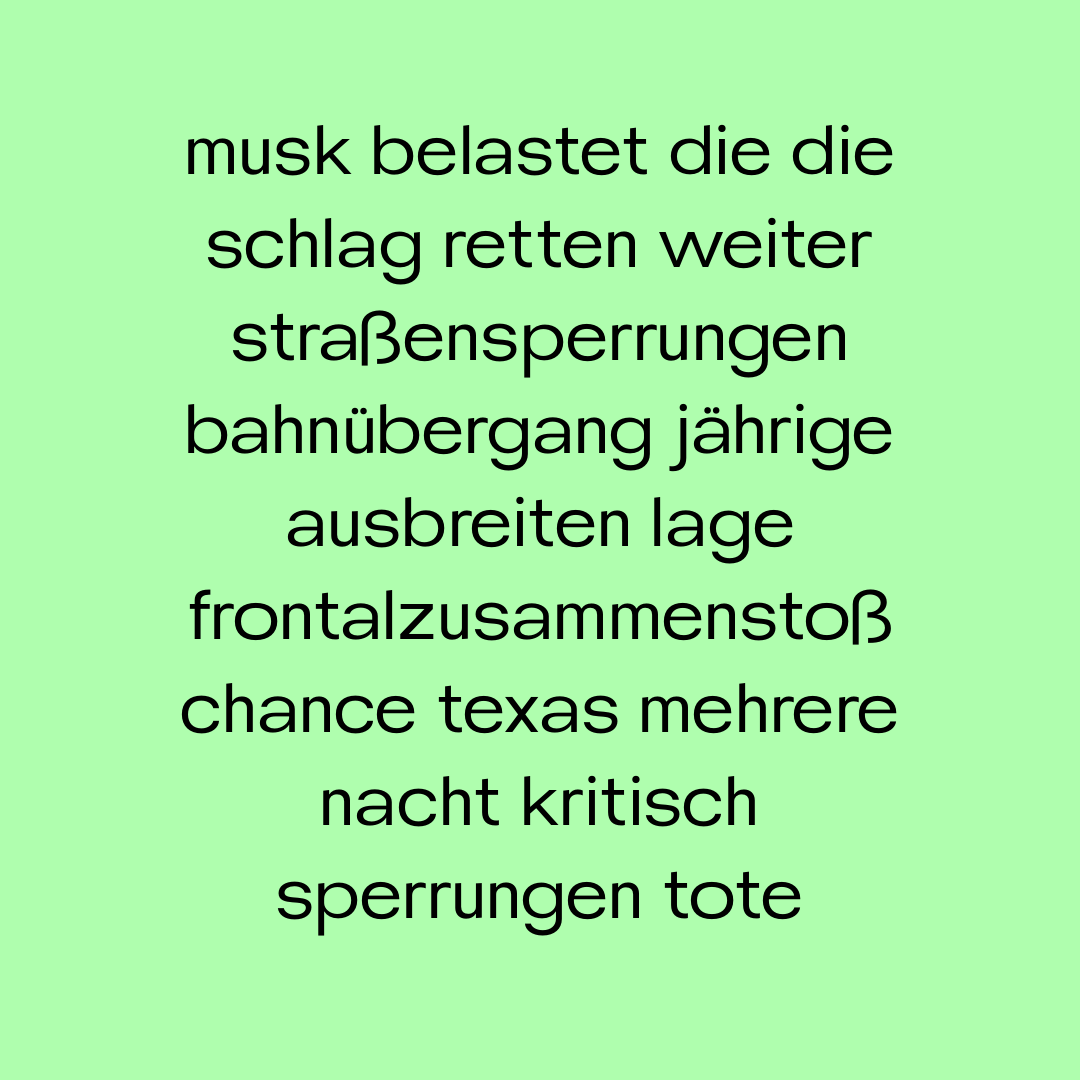 musk belastet die die
schlag retten weiter
straßensperrungen
bahnübergang jährige
ausbreiten lage
frontalzusammenstoß
chance texas mehrere
nacht kritisch
sperrungen tote